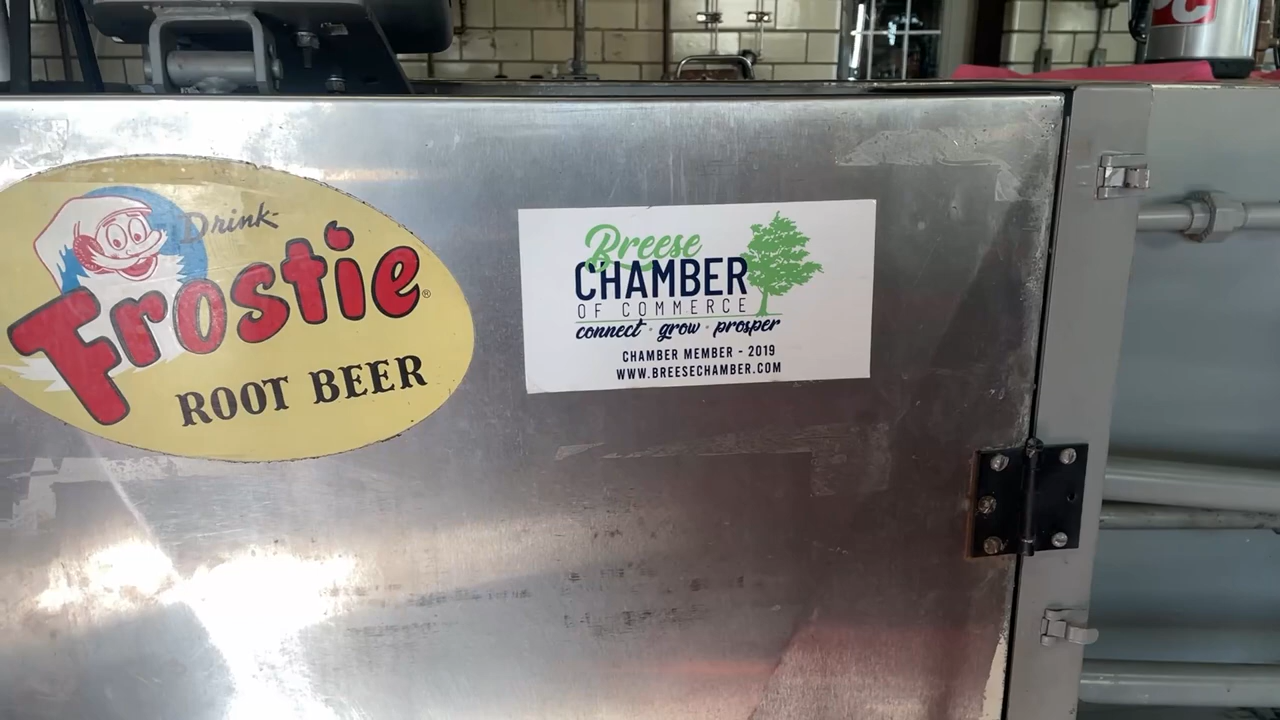 Drink-
Frostie®
ROOT BEER
Breese
CHAMBER
OF COMMERCE
connect · grow · prosper
CHAMBER MEMBER - 2019
WWW.BREESECHAMBER.COM